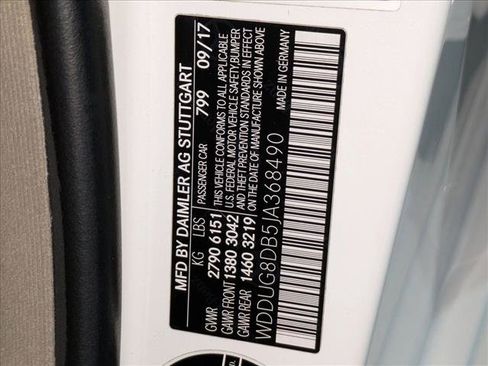 MFD BY DAIMLER AG STUTTGART
PASSENGER CAR 799 09/17
KG LBS
GVWR 2790 6151
GAWR FRONT 1380 3042
GAWR REAR 1460 3219
THIS VEHICLE CONFORMS TO ALL APPLICABLE
U.S. FEDERAL MOTOR VEHICLE SAFETY, BUMPER
AND THEFT PREVENTION STANDARDS IN EFFECT
ON THE DATE OF MANUFACTURE SHOWN ABOVE
WDDUG8DB5JA368490
MADE IN GERMANY